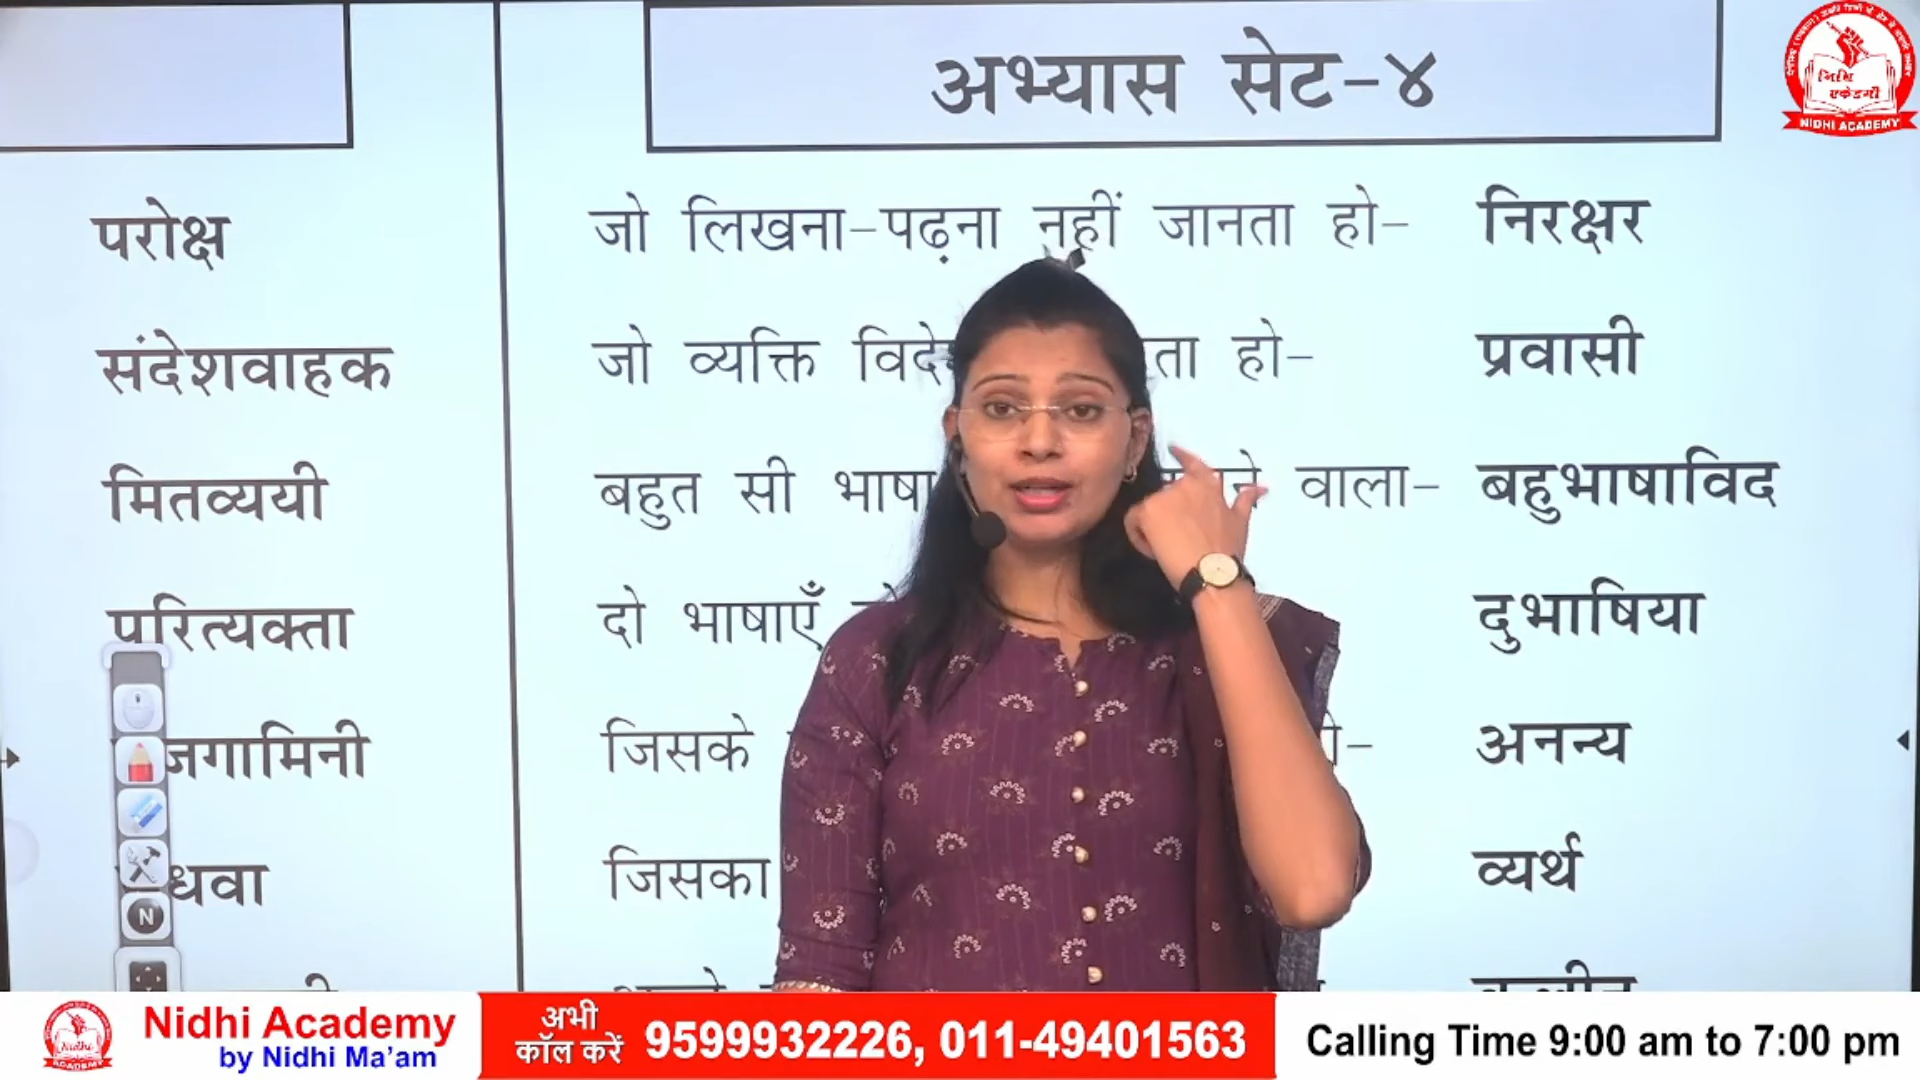 अभ्यास सेट-४
परोक्ष
संदेशवाहक
मितव्ययी
परित्यक्ता
जगामिनी
धवा
जो लिखना-पढ़ना नहीं जानता हो- निरक्षर
जो व्यक्ति विदे ता हो- प्रवासी
बहुत सी भाषा ने वाला- बहुभाषाविद
दो भाषाएँ दुभाषिया
जिसके अनन्य
जिसका व्यर्थ
निधि
एकेडमी
NIDHI ACADEMY
N
Nidhi Academy
by Nidhi Ma'am
अभी
कॉल करें
9599932226, 011-49401563
Calling Time 9:00 am to 7:00 pm